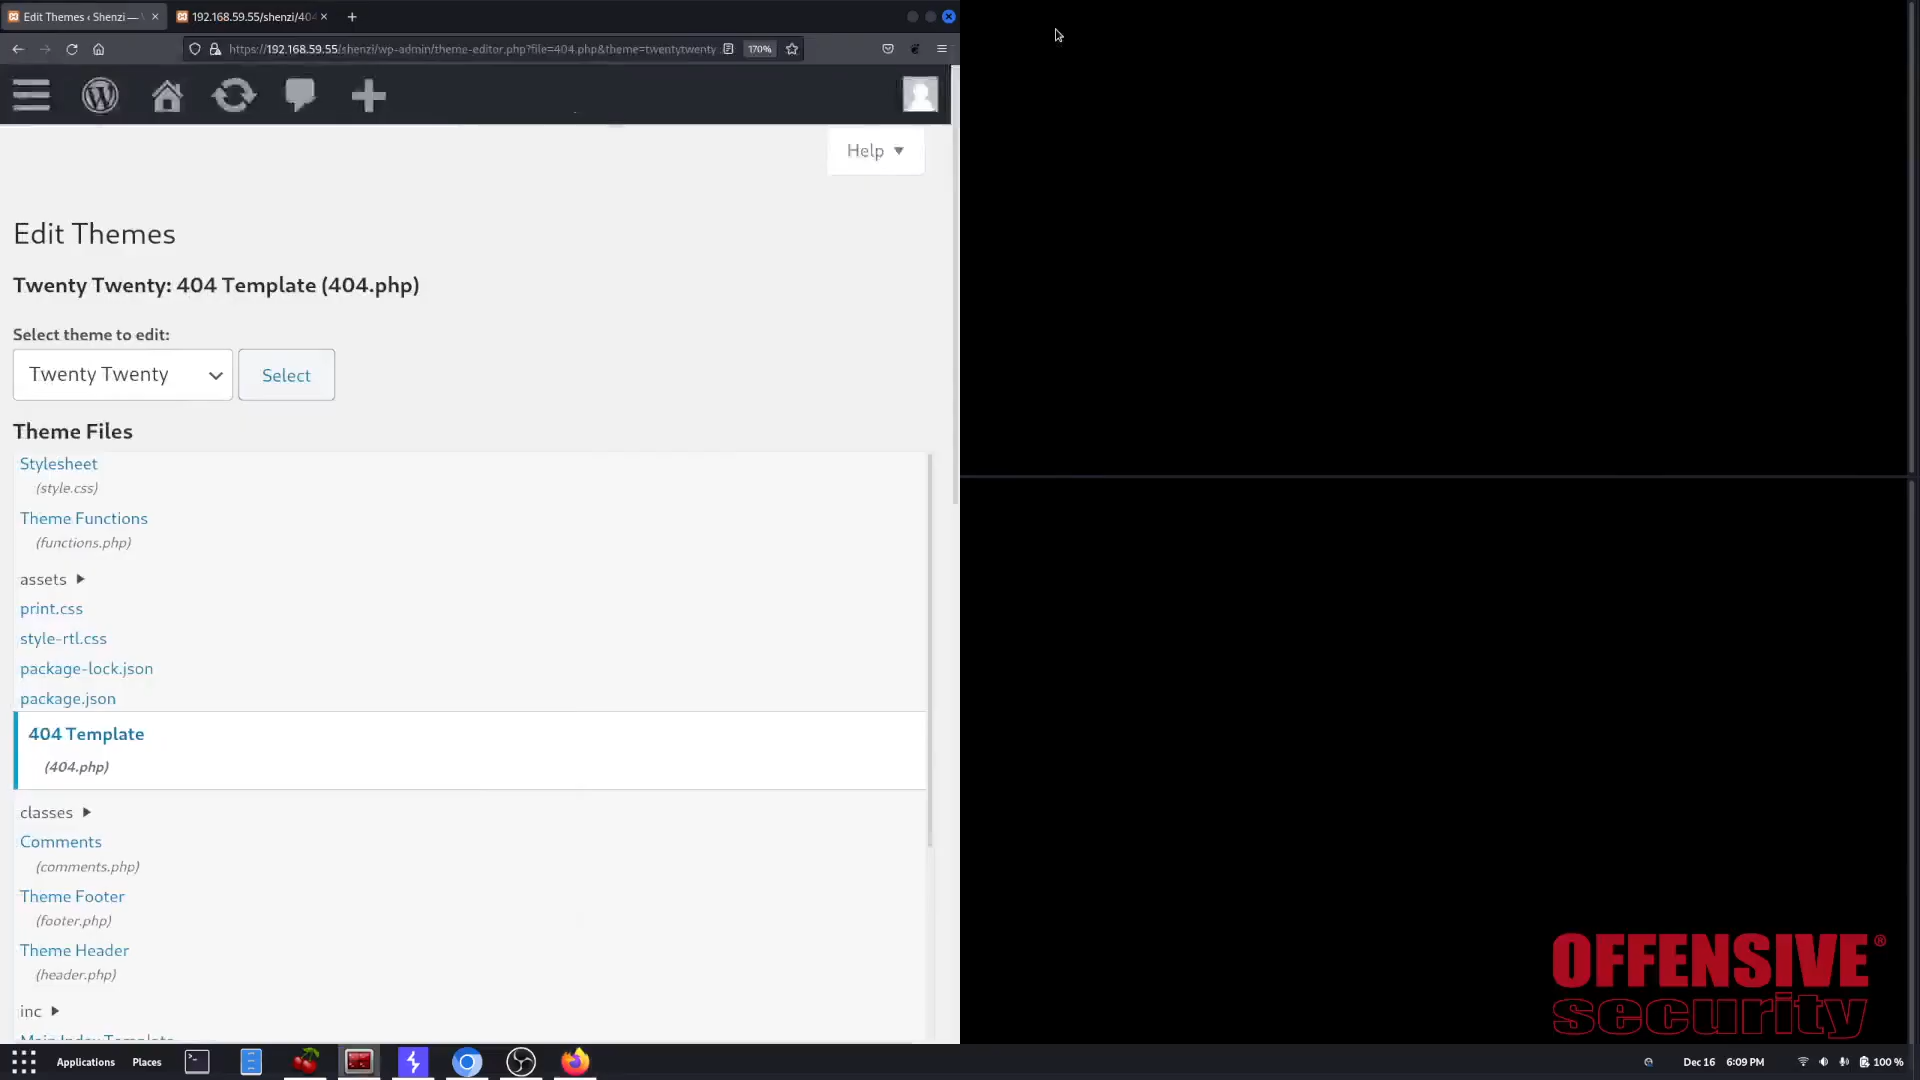 Edit Themes ‹ Shenzi —
192.168.59.55/shenzi/40
https://192.168.59.55/shenzi/wp-admin/theme-editor.php?file=404.php&theme=twentytwenty
170%
Help
Edit Themes
Twenty Twenty: 404 Template (404.php)
Select theme to edit:
Twenty Twenty
Select
Theme Files
Stylesheet
(style.css)
Theme Functions
(functions.php)
assets
print.css
style-rtl.css
package-lock.json
package.json
404 Template
(404.php)
classes
Comments
(comments.php)
Theme Footer
(footer.php)
Theme Header
(header.php)
inc
Main Index Template
OFFENSIVE®
security
Applications
Places
Dec 16 6:09 PM
100 %